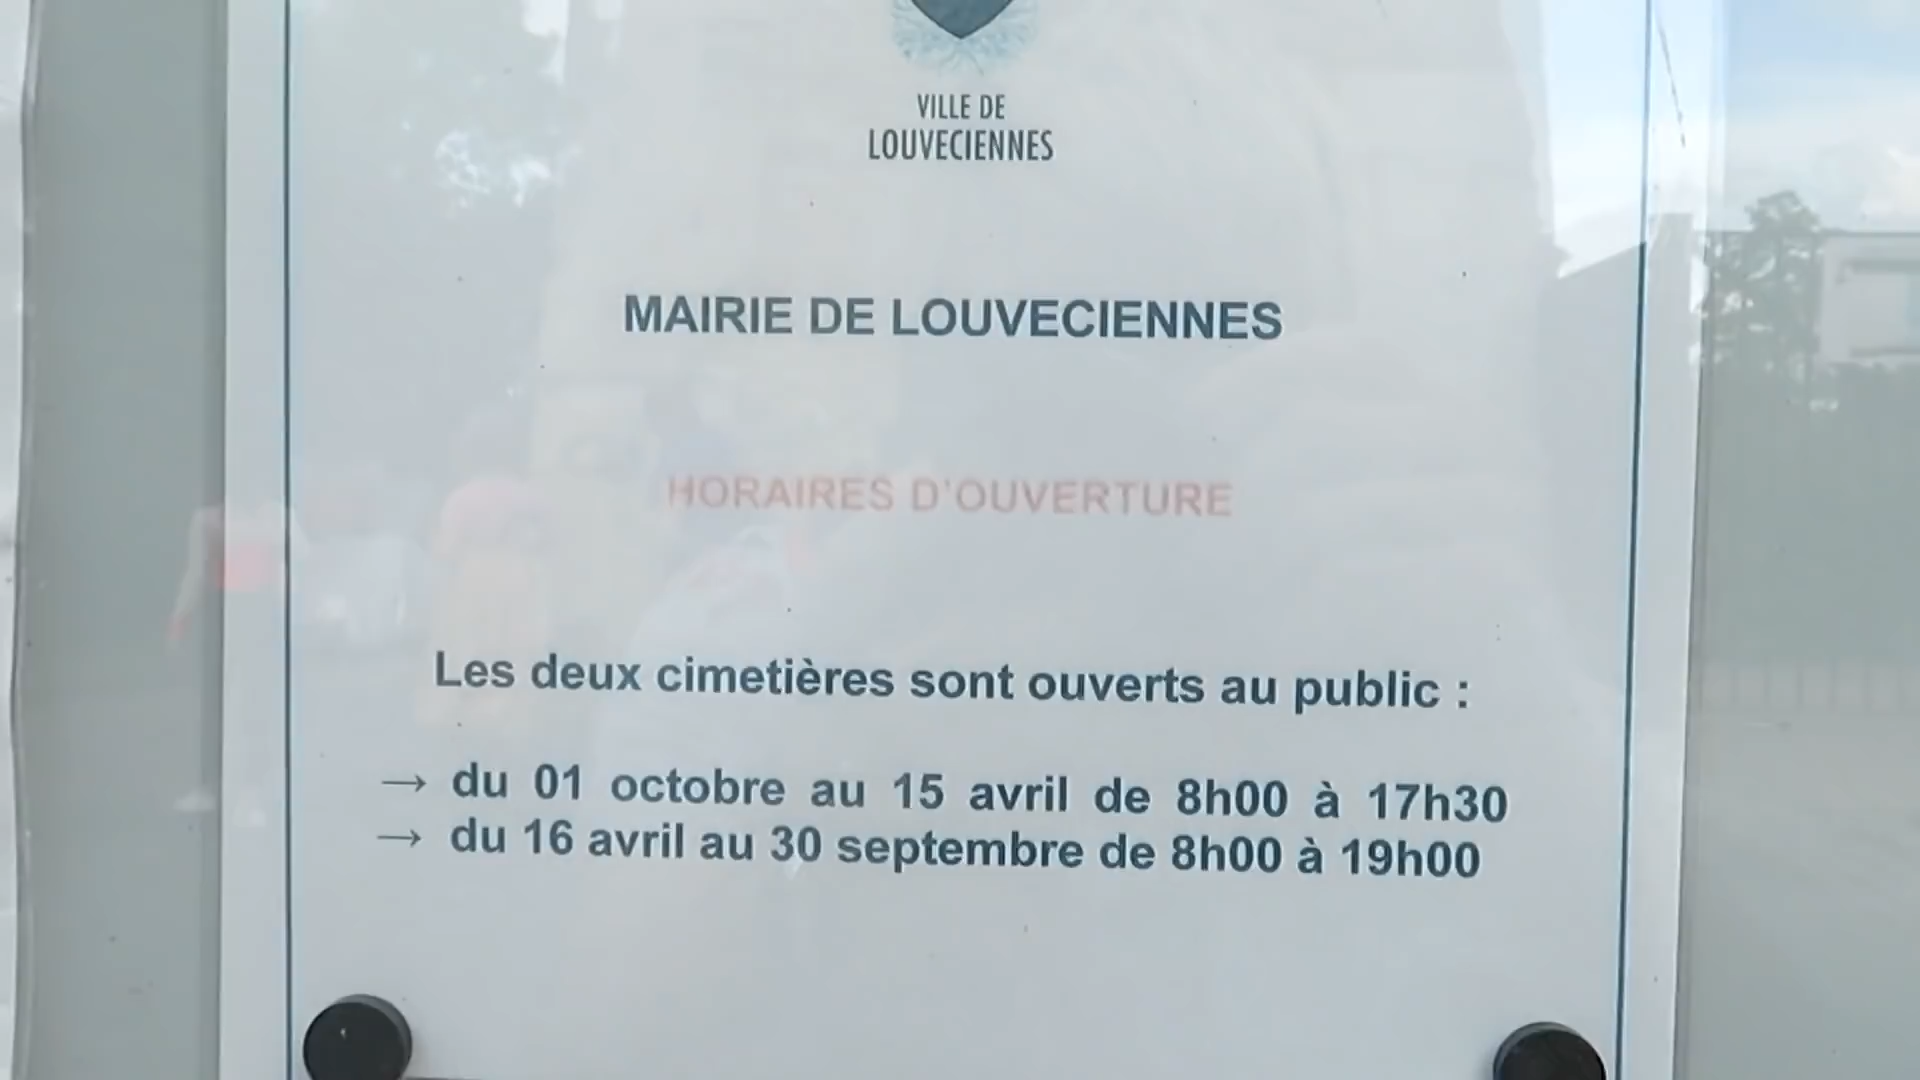 VILLE DE
LOUVECIENNES
MAIRIE DE LOUVECIENNES
HORAIRES D'OUVERTURE
Les deux cimetières sont ouverts au public :
→ du 01 octobre au 15 avril de 8h00 à 17h30
→ du 16 avril au 30 septembre de 8h00 à 19h00